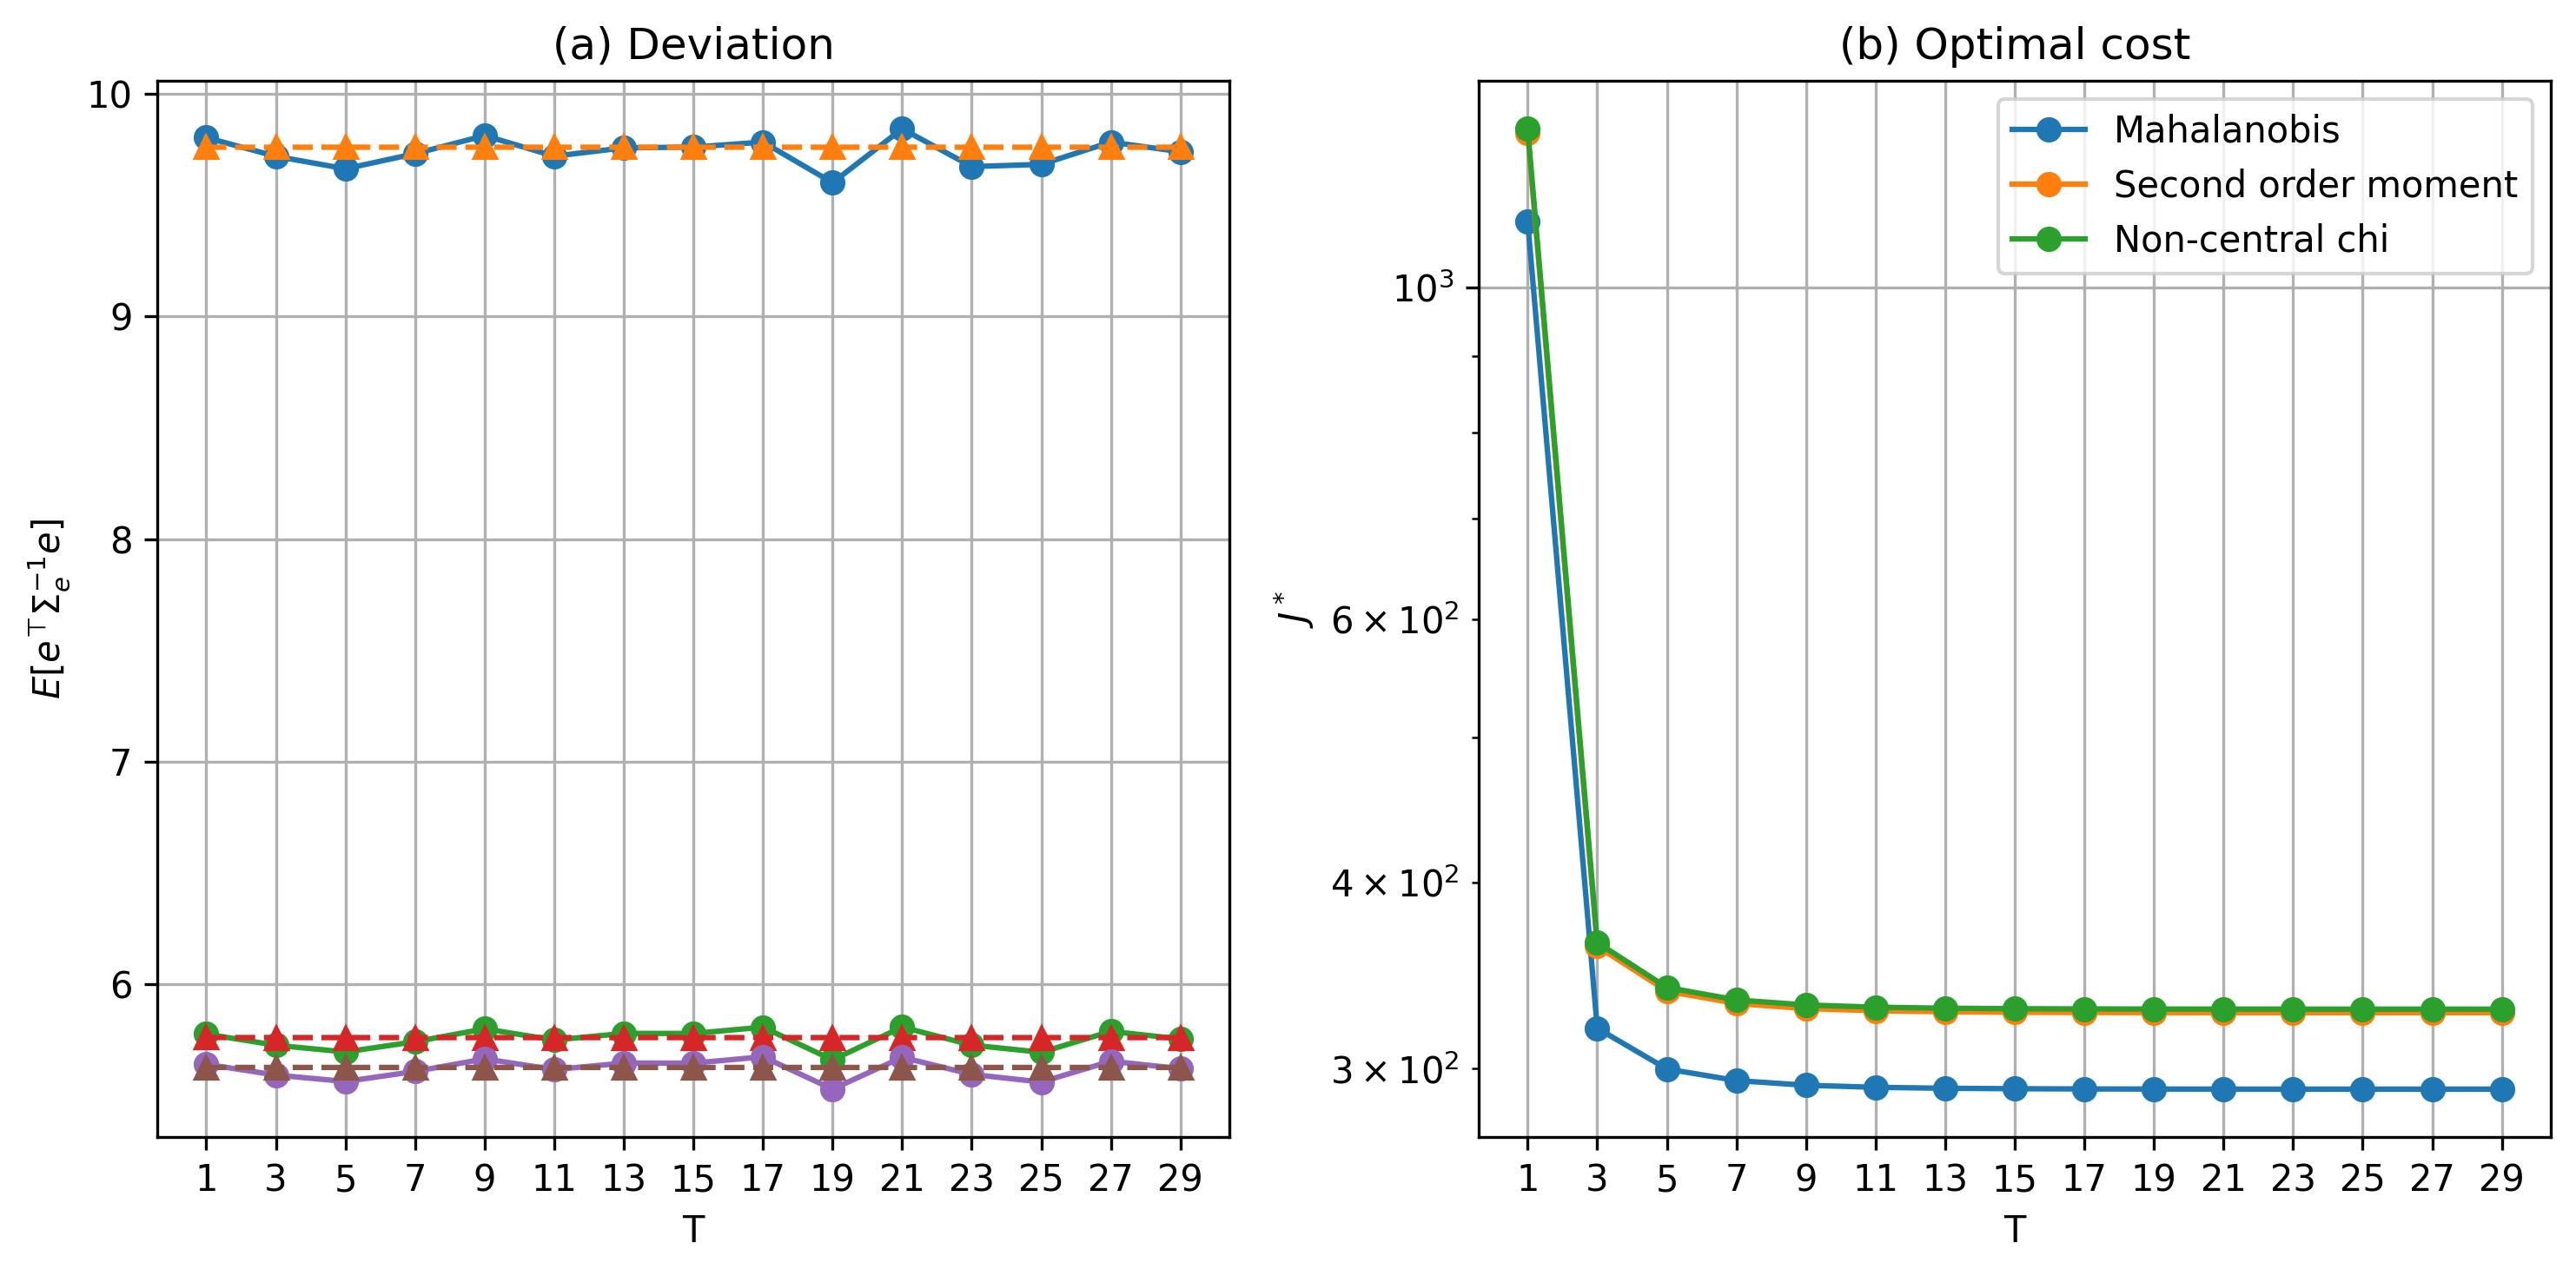 (a) Deviation
10
9
8
7
6
E[e⊤Σₑ⁻¹e]
1 3 5 7 9 11 13 15 17 19 21 23 25 27 29
T
(b) Optimal cost
Mahalanobis
Second order moment
Non-central chi
10³
6 × 10²
4 × 10²
3 × 10²
J*
1 3 5 7 9 11 13 15 17 19 21 23 25 27 29
T